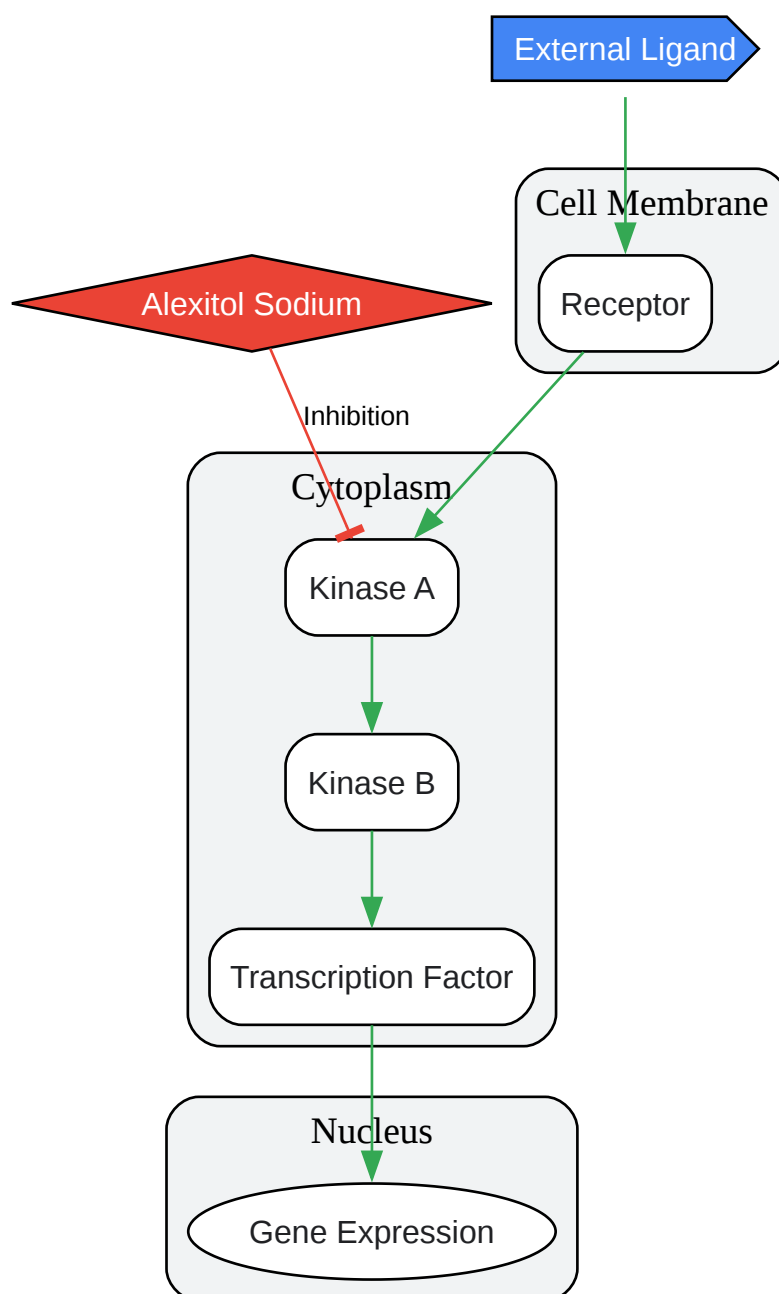 External Ligand
Cell Membrane
Alexitol Sodium
Receptor
Inhibition
Cytoplasm
Kinase A
Kinase B
Transcription Factor
Nucleus
Gene Expression